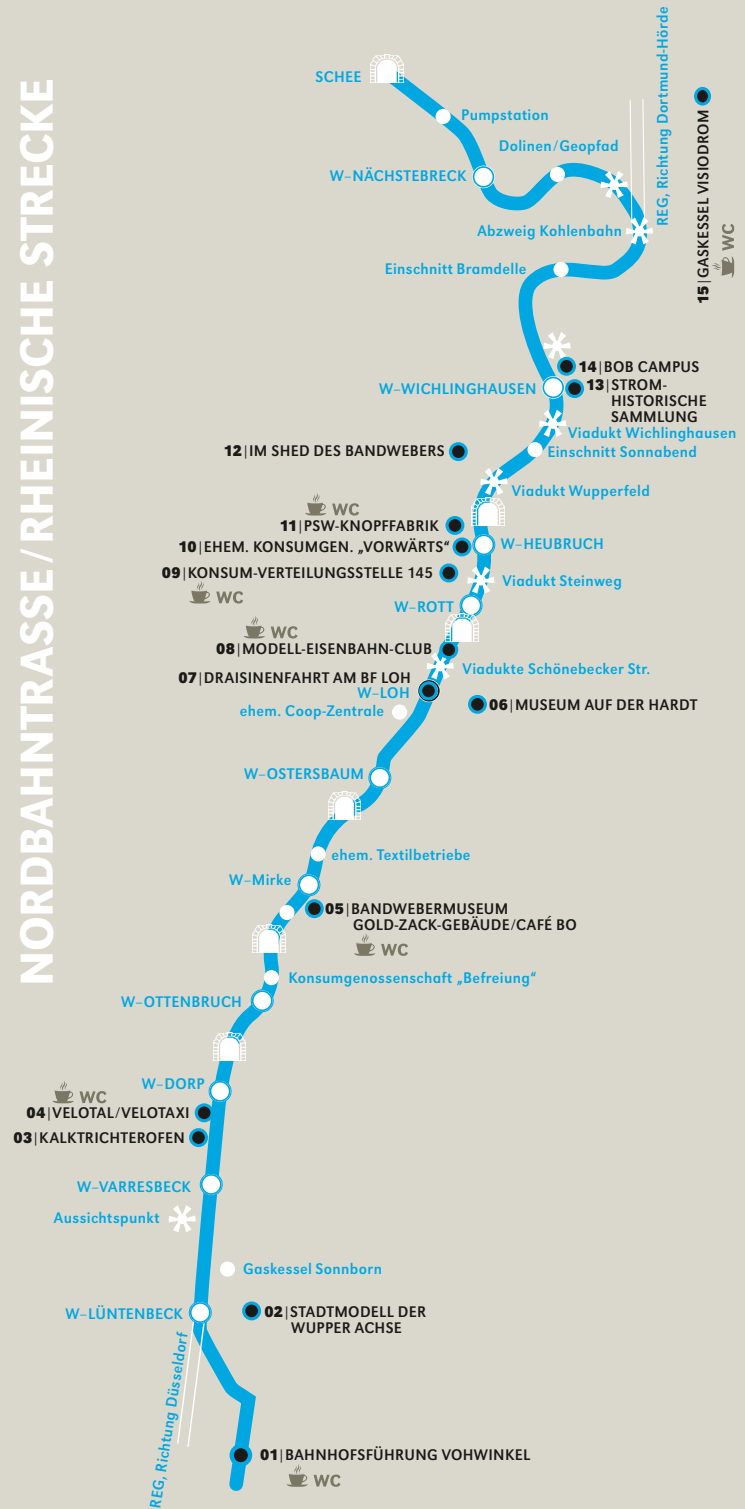 NORDBAHNTRASSE / RHEINISCHE STRECKE
SCHEE
Pumpstation
Dolinen/Geopfad
W–NÄCHSTEBRECK
REG, Richtung Dortmund-Hörde
15|GASKESSEL VISIODROM
WC
Abzweig Kohlenbahn
Einschnitt Bramdelle
14|BOB CAMPUS
W-WICHLINGHAUSEN
13|STROM-
HISTORISCHE
SAMMLUNG
Viadukt Wichlinghausen
12|IM SHED DES BANDWEBERS
Einschnitt Sonnabend
Viadukt Wupperfeld
WC
11|PSW-KNOPFFABRIK
10|EHEM. KONSUMGEN. „VORWÄRTS“
W–HEUBRUCH
09|KONSUM-VERTEILUNGSSTELLE 145
Viadukt Steinweg
WC
W–ROTT
WC
08|MODELL-EISENBAHN-CLUB
Viadukte Schönebecker Str.
07|DRAISINENFAHRT AM BF LOH
W–LOH
06|MUSEUM AUF DER HARDT
ehem. Coop-Zentrale
W–OSTERSBAUM
ehem. Textilbetriebe
W–Mirke
05|BANDWEBERMUSEUM
GOLD-ZACK-GEBÄUDE/CAFÉ BO
WC
Konsumgenossenschaft „Befreiung“
W–OTTENBRUCH
W–DORP
WC
04|VELOTAL/VELOTAXI
03|KALKTRICHTEROFEN
W–VARRESBECK
Aussichtspunkt
Gaskessel Sonnborn
W–LÜNTENBECK
02|STADTMODELL DER
WUPPER ACHSE
REG, Richtung Düsseldorf
01|BAHNHOFSFÜHRUNG VOHWINKEL
WC